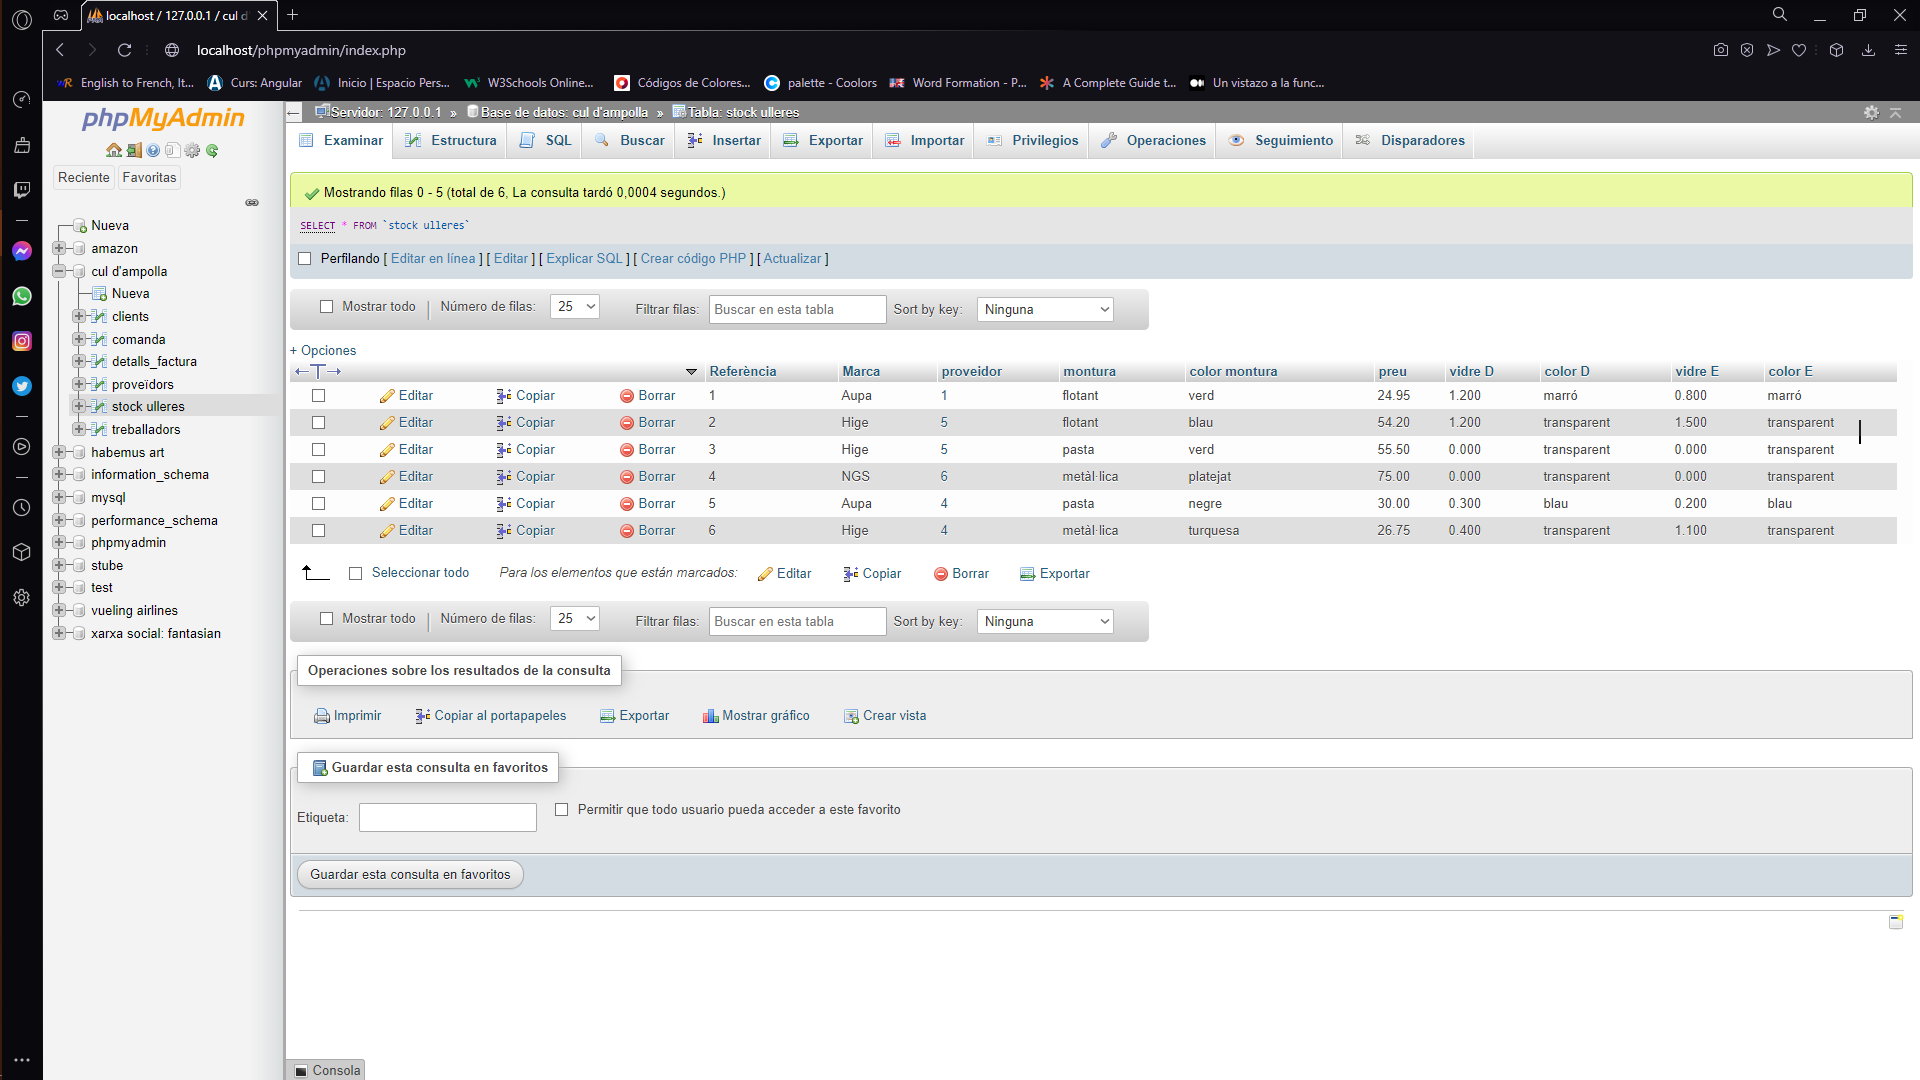 localhost / 127.0.0.1 / cul d
localhost/phpmyadmin/index.php
English to French, It...
Curs: Angular
Inicio | Espacio Pers...
W3Schools Online...
Códigos de Colores...
palette - Coolors
Word Formation - P...
A Complete Guide t...
Un vistazo a la func...
phpMyAdmin
Reciente
Favoritas
Nueva
amazon
cul d'ampolla
Nueva
clients
comanda
detalls_factura
proveïdors
stock ulleres
treballadors
habemus art
information_schema
mysql
performance_schema
phpmyadmin
stube
test
vueling airlines
xarxa social: fantasian
Servidor: 127.0.0.1 » Base de datos: cul d'ampolla » Tabla: stock ulleres
Examinar Estructura SQL Buscar Insertar Exportar Importar Privilegios Operaciones Seguimiento Disparadores
Mostrando filas 0 - 5 (total de 6, La consulta tardó 0,0004 segundos.)
SELECT * FROM `stock ulleres`
Perfilando [ Editar en línea ] [ Editar ] [ Explicar SQL ] [ Crear código PHP ] [ Actualizar ]
Mostrar todo | Número de filas: 25 Filtrar filas: Buscar en esta tabla Sort by key: Ninguna
+ Opciones
←T→ Referència Marca proveidor montura color montura preu vidre D color D vidre E color E
Editar Copiar Borrar 1 Aupa 1 flotant verd 24.95 1.200 marró 0.800 marró
Editar Copiar Borrar 2 Hige 5 flotant blau 54.20 1.200 transparent 1.500 transparent
Editar Copiar Borrar 3 Hige 5 pasta verd 55.50 0.000 transparent 0.000 transparent
Editar Copiar Borrar 4 NGS 6 metàl·lica platejat 75.00 0.000 transparent 0.000 transparent
Editar Copiar Borrar 5 Aupa 4 pasta negre 30.00 0.300 blau 0.200 blau
Editar Copiar Borrar 6 Hige 4 metàl·lica turquesa 26.75 0.400 transparent 1.100 transparent
Seleccionar todo Para los elementos que están marcados: Editar Copiar Borrar Exportar
Mostrar todo | Número de filas: 25 Filtrar filas: Buscar en esta tabla Sort by key: Ninguna
Operaciones sobre los resultados de la consulta
Imprimir Copiar al portapapeles Exportar Mostrar gráfico Crear vista
Guardar esta consulta en favoritos
Etiqueta: Permitir que todo usuario pueda acceder a este favorito
Guardar esta consulta en favoritos
Consola